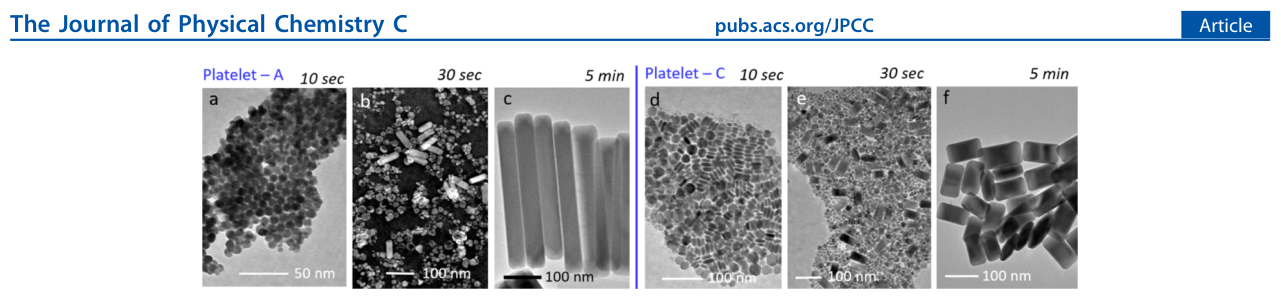 The Journal of Physical Chemistry C pubs.acs.org/JPCC Article
Platelet – A 10 sec 30 sec 5 min Platelet – C 10 sec 30 sec 5 min
a b c d e f
50 nm 100 nm 100 nm 100 nm 100 nm 100 nm